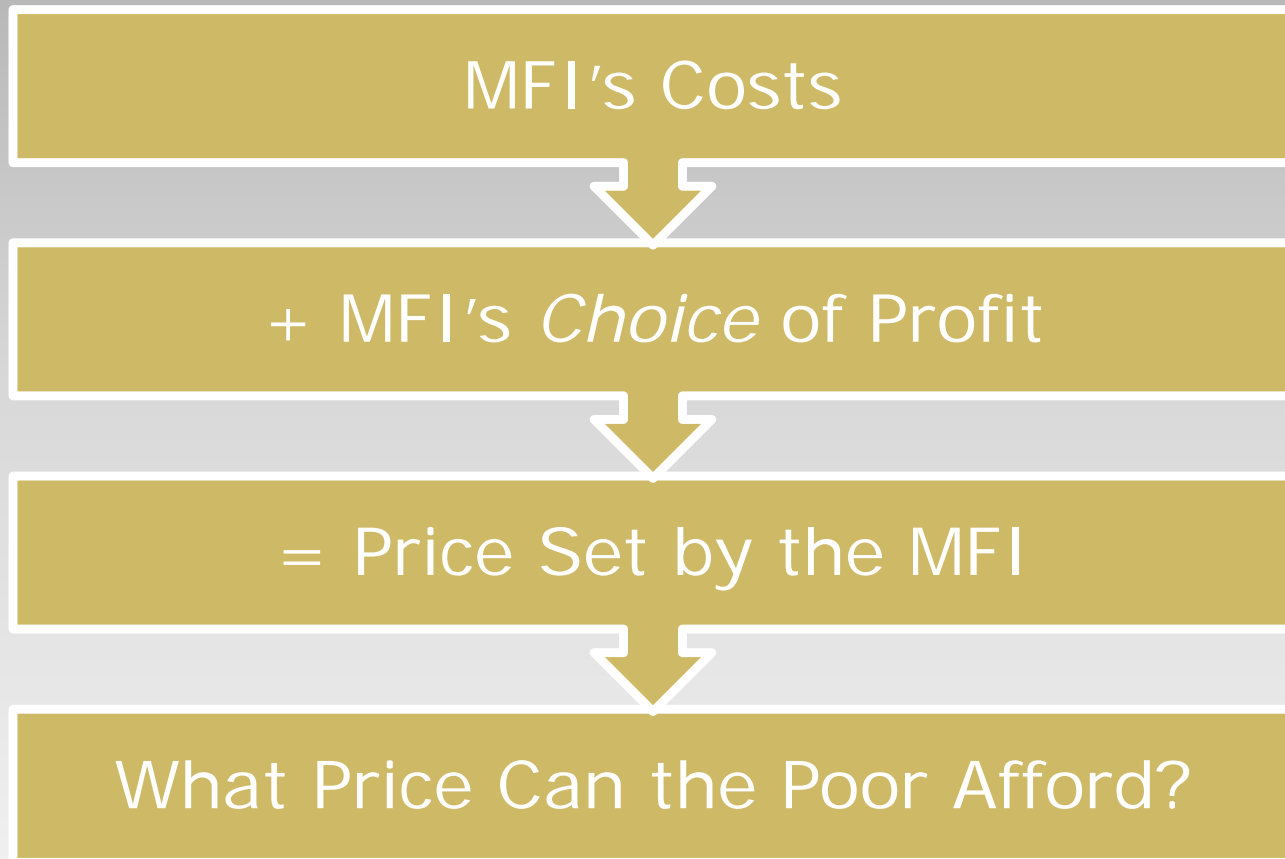 MFI's Costs
+ MFI's Choice of Profit
= Price Set by the MFI
What Price Can the Poor Afford?